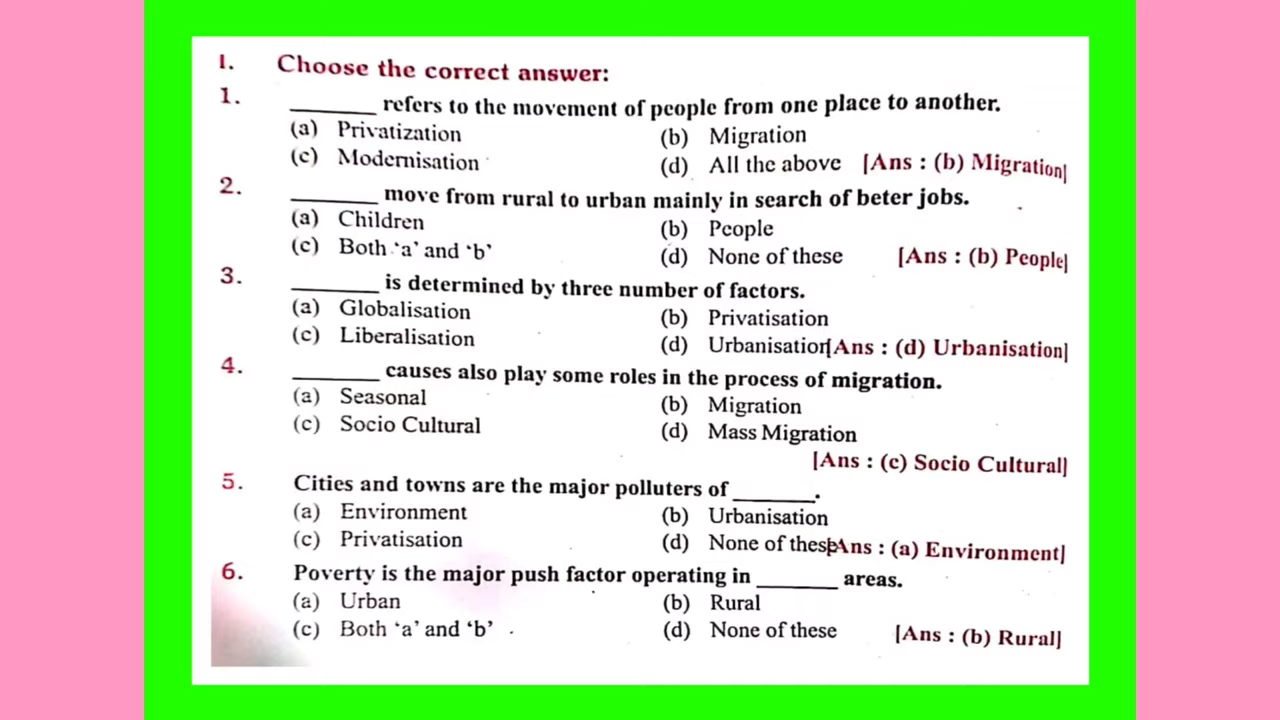 I. Choose the correct answer:
1. ________ refers to the movement of people from one place to another.
(a) Privatization (b) Migration
(c) Modernisation (d) All the above [Ans : (b) Migration]
2. ________ move from rural to urban mainly in search of beter jobs.
(a) Children (b) People
(c) Both 'a' and 'b' (d) None of these [Ans : (b) People]
3. ________ is determined by three number of factors.
(a) Globalisation (b) Privatisation
(c) Liberalisation (d) Urbanisation [Ans : (d) Urbanisation]
4. ________ causes also play some roles in the process of migration.
(a) Seasonal (b) Migration
(c) Socio Cultural (d) Mass Migration
[Ans : (c) Socio Cultural]
5. Cities and towns are the major polluters of ________.
(a) Environment (b) Urbanisation
(c) Privatisation (d) None of these [Ans : (a) Environment]
6. Poverty is the major push factor operating in ________ areas.
(a) Urban (b) Rural
(c) Both 'a' and 'b' (d) None of these [Ans : (b) Rural]